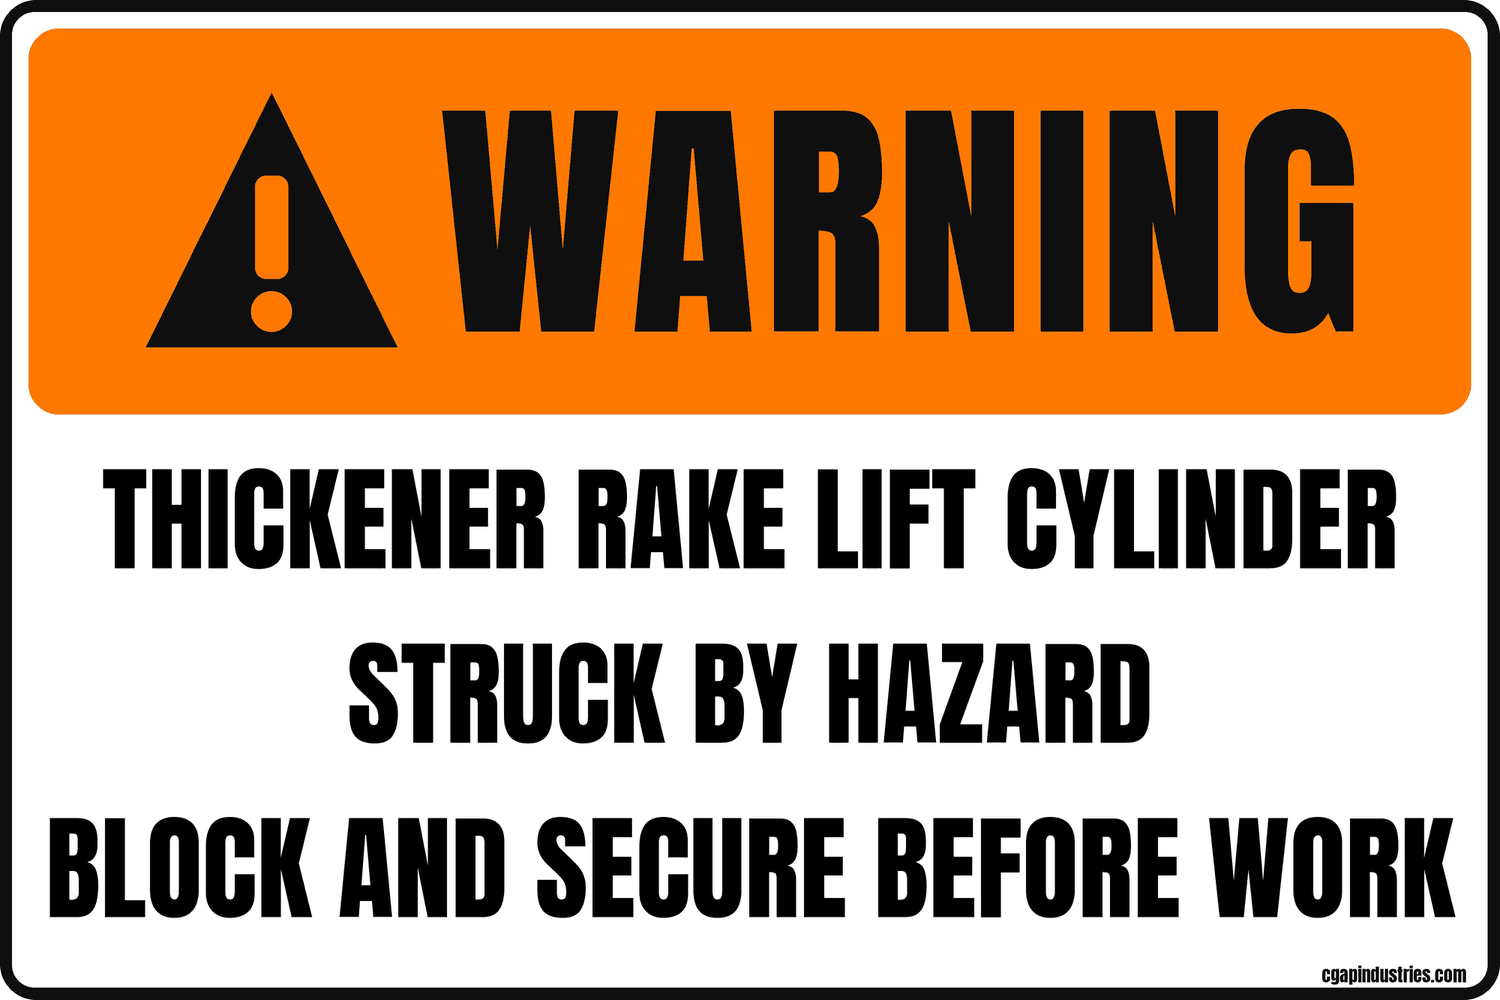 WARNING
THICKENER RAKE LIFT CYLINDER
STRUCK BY HAZARD
BLOCK AND SECURE BEFORE WORK
cgapindustries.com